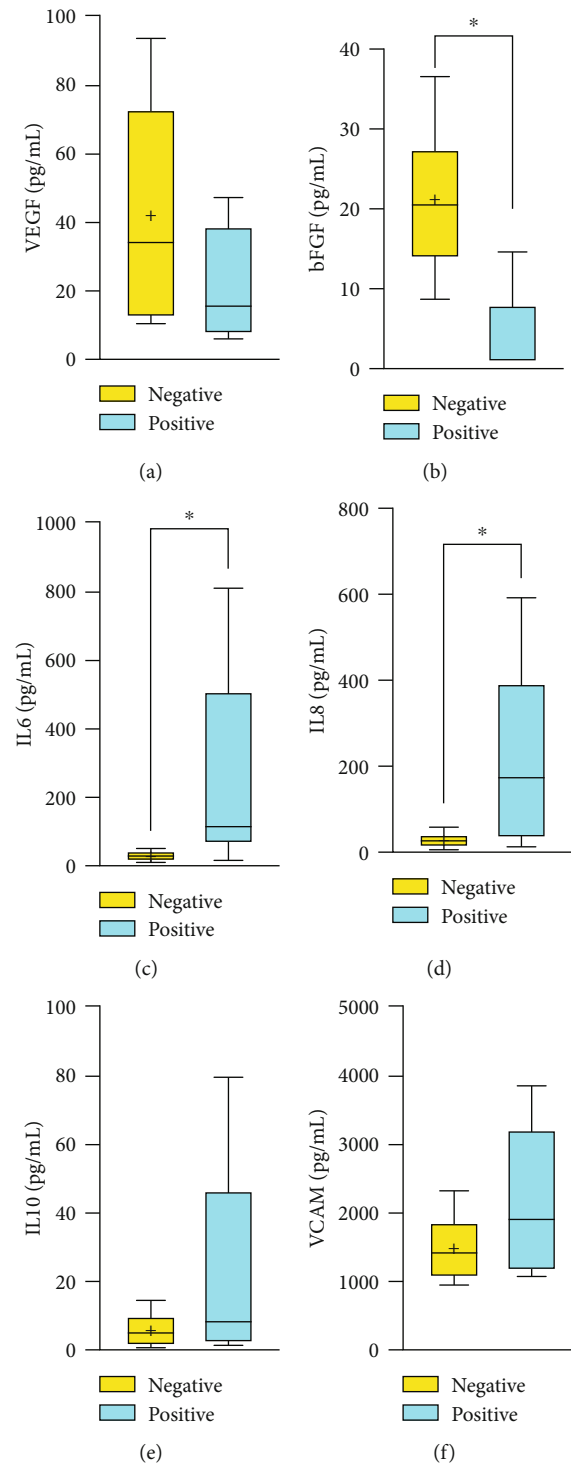 100
80
60
40
20
0
VEGF (pg/mL)
Negative
Positive
(a)
*
40
30
20
10
0
bFGF (pg/mL)
Negative
Positive
(b)
*
1000
800
600
400
200
0
IL6 (pg/mL)
Negative
Positive
(c)
*
800
600
400
200
0
IL8 (pg/mL)
Negative
Positive
(d)
100
80
60
40
20
0
IL10 (pg/mL)
Negative
Positive
(e)
5000
4000
3000
2000
1000
0
VCAM (pg/mL)
Negative
Positive
(f)